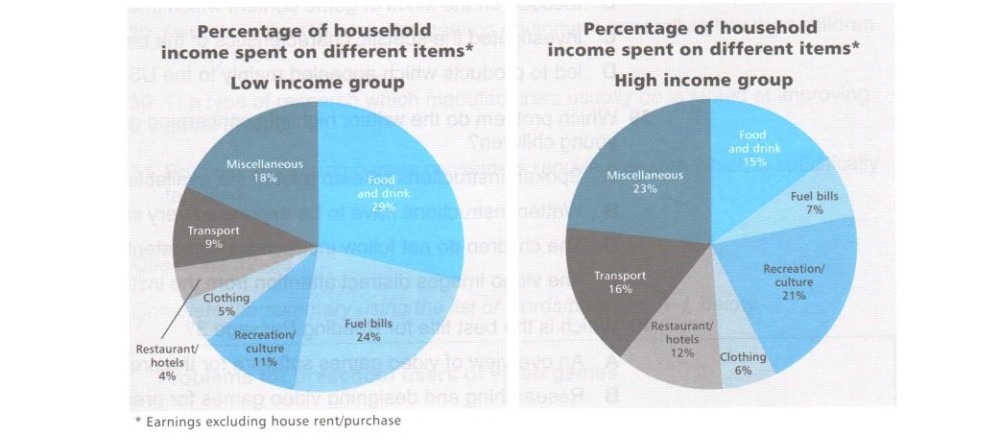 Percentage of household
income spent on different items*
Low income group
Miscellaneous
18%
Food
and drink
29%
Transport
9%
Clothing
5%
Restaurant/
hotels
4%
Recreation/
culture
11%
Fuel bills
24%
Percentage of household
income spent on different items*
High income group
Food
and drink
15%
Miscellaneous
23%
Fuel bills
7%
Recreation/
culture
21%
Transport
16%
Restaurant/
hotels
12%
Clothing
6%
* Earnings excluding house rent/purchase